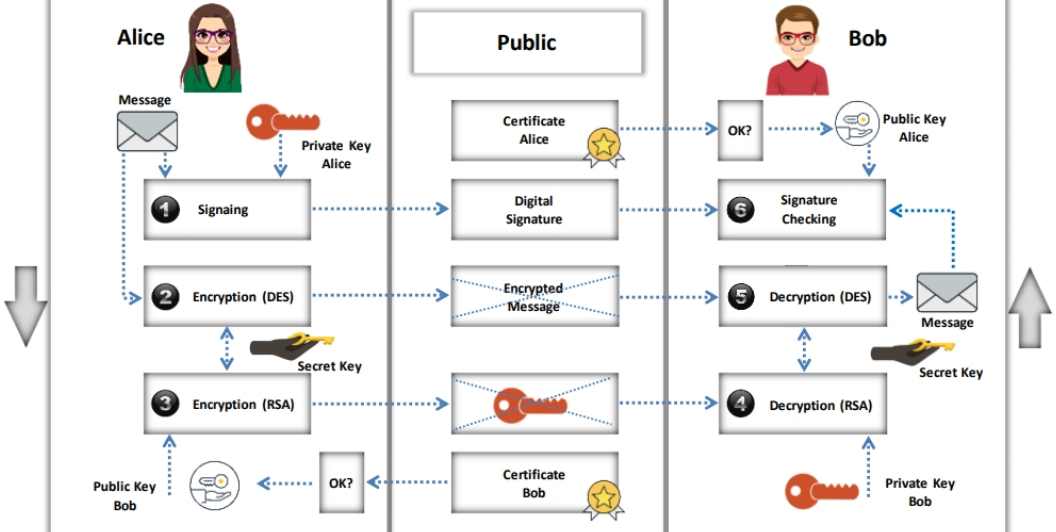 Alice
Public
Bob
Message
Private Key
Alice
Certificate
Alice
OK?
Public Key
Alice
1
Signaing
Digital
Signature
6
Signature
Checking
2
Encryption (DES)
Encrypted
Message
5
Decryption (DES)
Message
Secret Key
Secret Key
3
Encryption (RSA)
4
Decryption (RSA)
Public Key
Bob
OK?
Certificate
Bob
Private Key
Bob